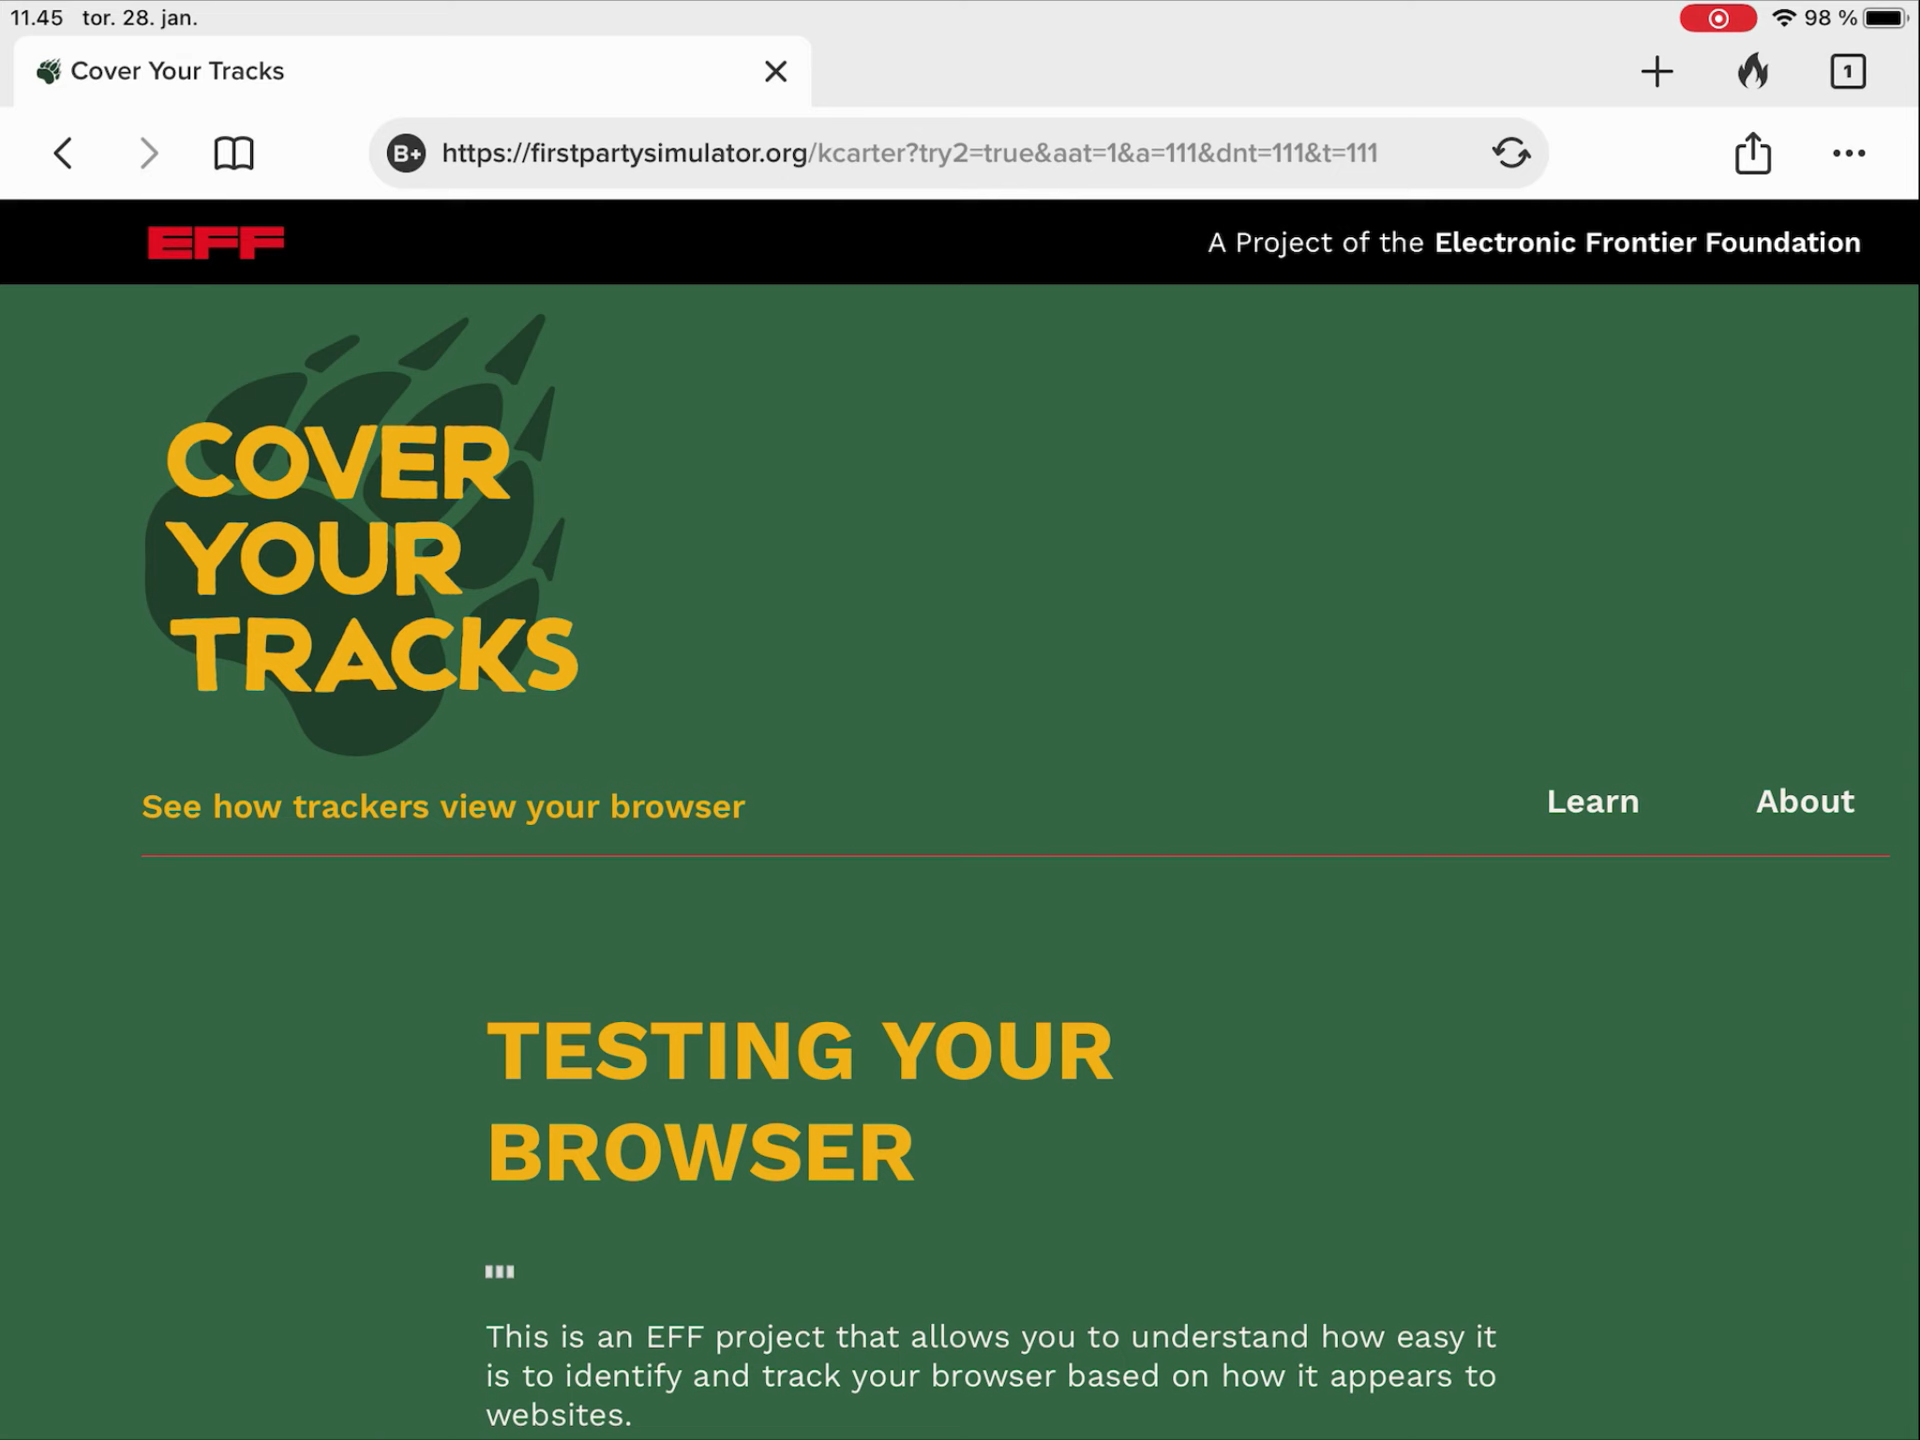 11.45 tor. 28. jan.
98 %
Cover Your Tracks
1
B+ https://firstpartysimulator.org/kcarter?try2=true&aat=1&a=111&dnt=111&t=111
EFF
A Project of the Electronic Frontier Foundation
COVER
YOUR
TRACKS
See how trackers view your browser
Learn
About
TESTING YOUR
BROWSER
This is an EFF project that allows you to understand how easy it
is to identify and track your browser based on how it appears to
websites.